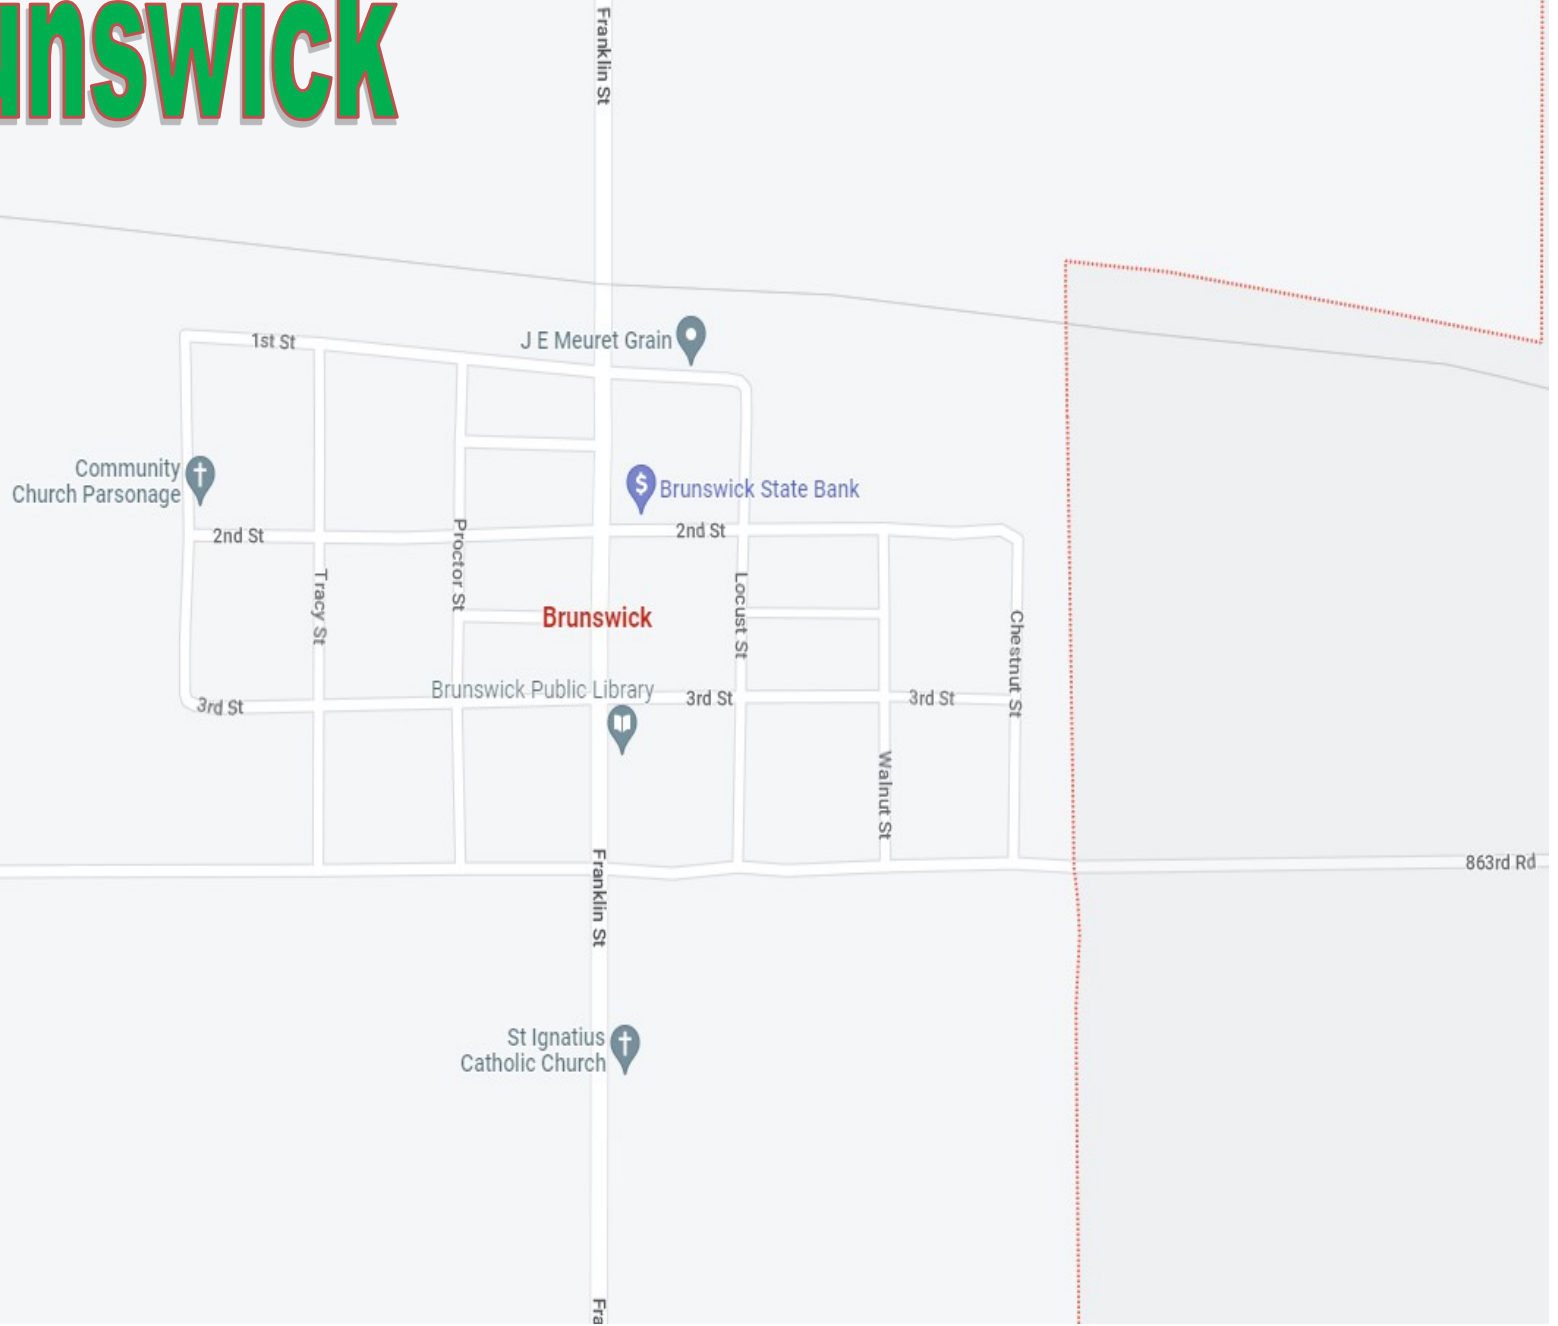 unswick
Franklin St
1st St
J E Meuret Grain
Community
Church Parsonage
Brunswick State Bank
2nd St
2nd St
Proctor St
Tracy St
Locust St
Brunswick
Chestnut St
Brunswick Public Library
3rd St
3rd St
3rd St
Walnut St
Franklin St
863rd Rd
St Ignatius
Catholic Church
Fra